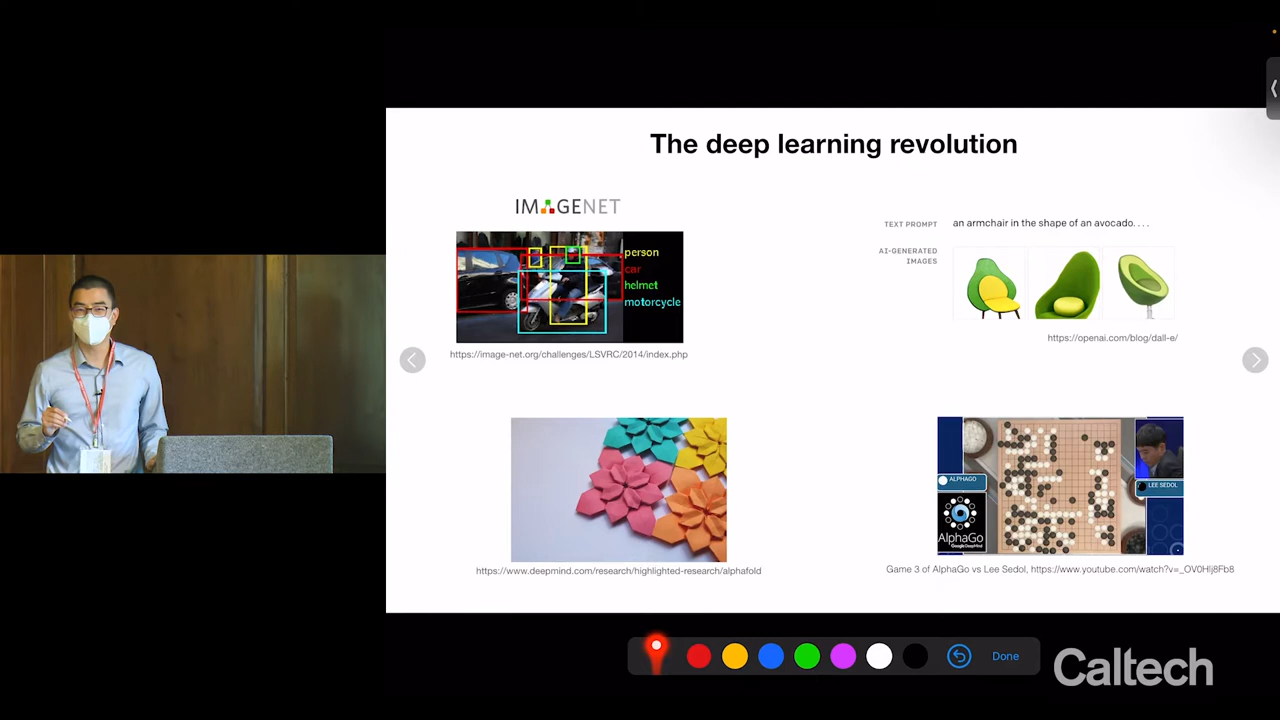 The deep learning revolution
IMAGENET
person
car
helmet
motorcycle
https://image-net.org/challenges/LSVRC/2014/index.php
TEXT PROMPT
an armchair in the shape of an avocado. . . .
AI-GENERATED
IMAGES
https://openai.com/blog/dall-e/
https://www.deepmind.com/research/highlighted-research/alphafold
ALPHAGO
AlphaGo
Google DeepMind
LEE SEDOL
Game 3 of AlphaGo vs Lee Sedol, https://www.youtube.com/watch?v=_OV0Hlj8Fb8
Done
Caltech